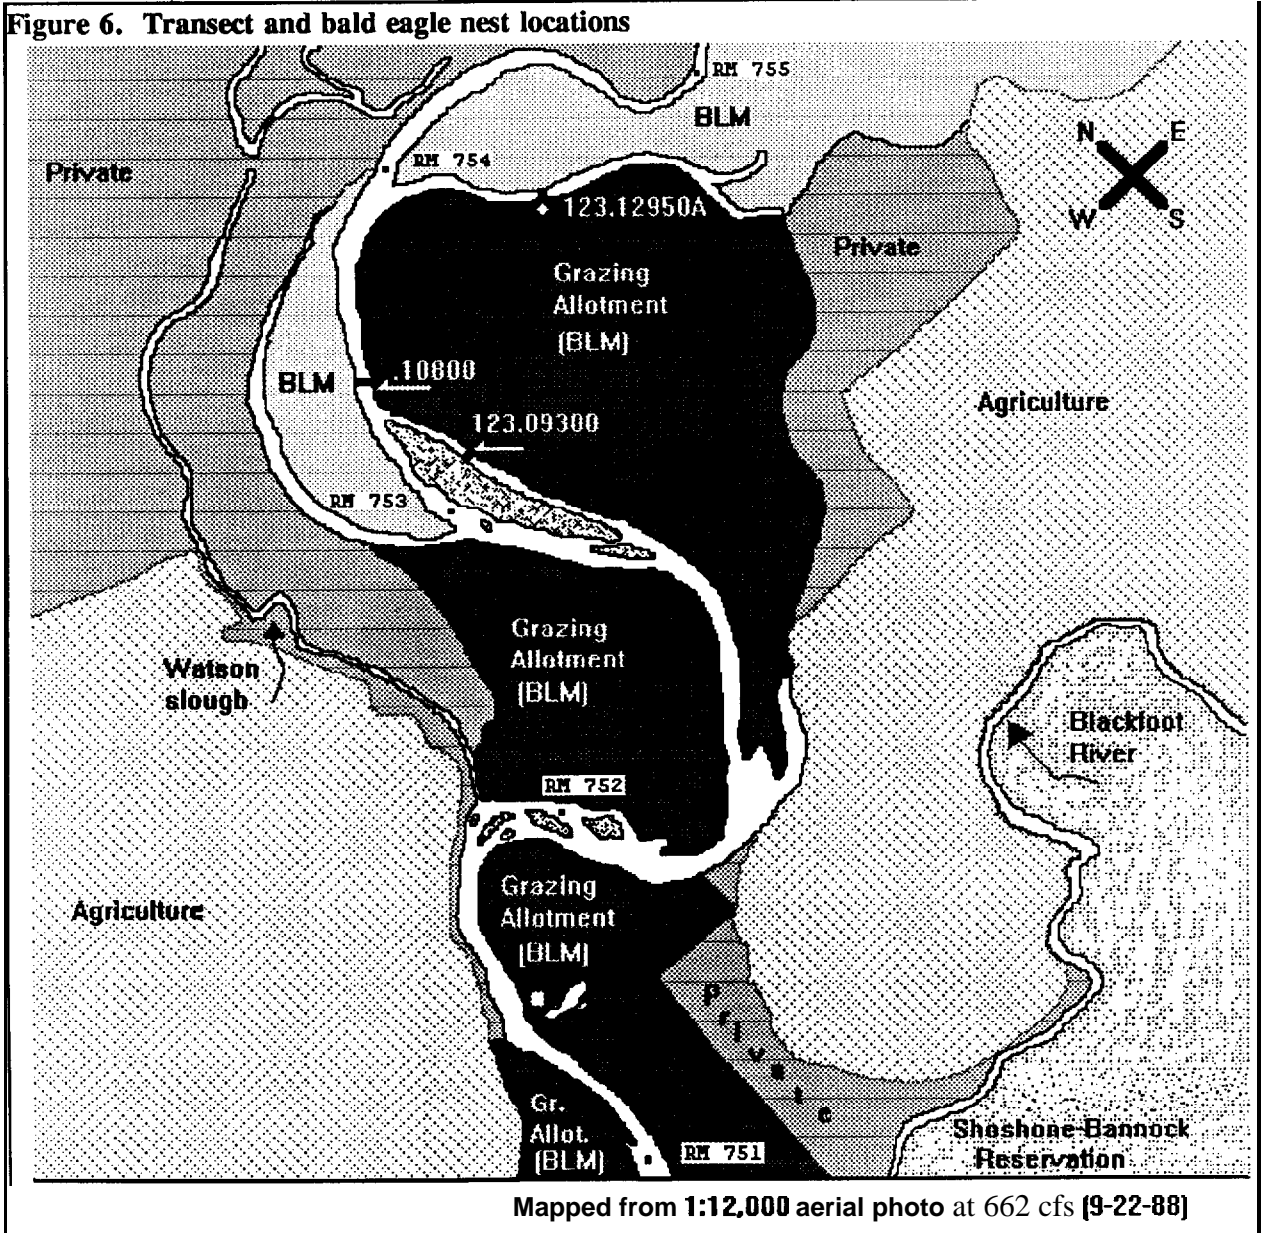 Figure 6. Transect and bald eagle nest locations
RM 755
BLM
N E
W S
RM 754
Private
123.12950A
Private
Grazing
Allotment
(BLM)
.10800
BLM
Agriculture
123.09300
RM 753
Grazing
Allotment
(BLM)
Watson
slough
Blackfoot
River
RM 752
Grazing
Allotment
(BLM)
Agriculture
Private
Gr.
Allot.
(BLM)
RM 751
Shoshone-Bannock
Reservation
Mapped from 1:12,000 aerial photo at 662 cfs (9-22-88)